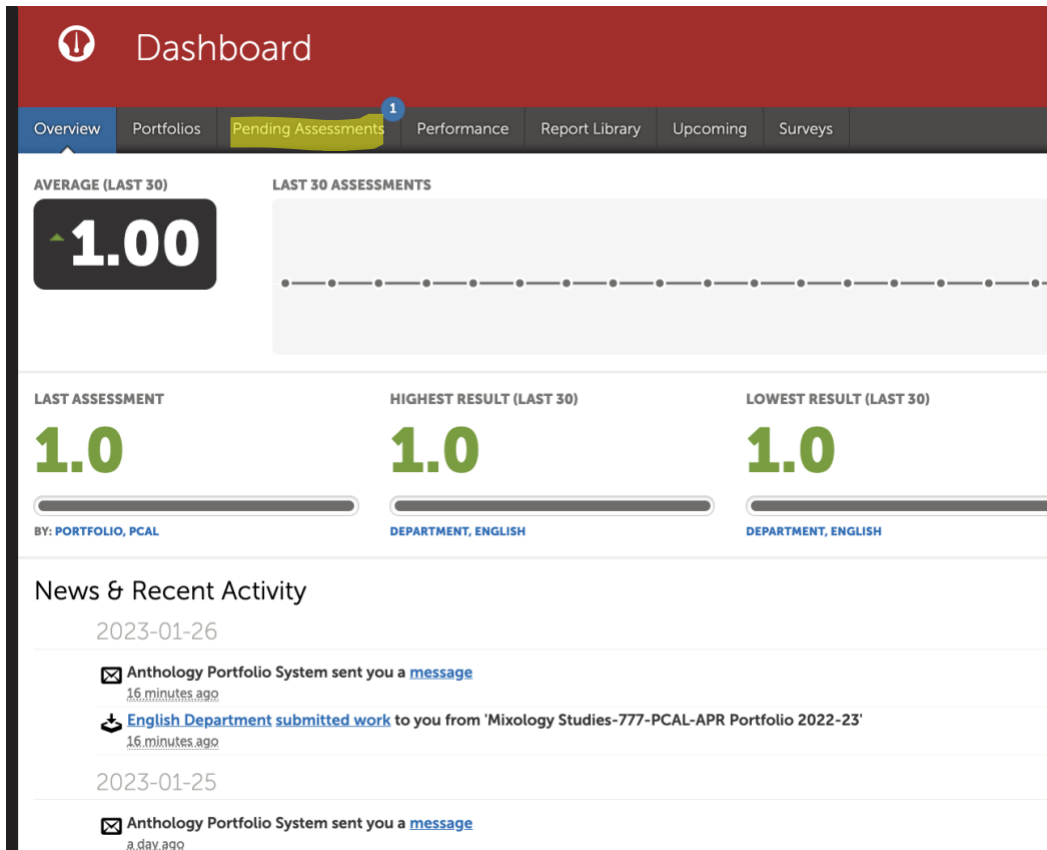 Dashboard
1
Overview Portfolios Pending Assessments Performance Report Library Upcoming Surveys
AVERAGE (LAST 30) LAST 30 ASSESSMENTS
1.00
LAST ASSESSMENT HIGHEST RESULT (LAST 30) LOWEST RESULT (LAST 30)
1.0 1.0 1.0
BY: PORTFOLIO, PCAL DEPARTMENT, ENGLISH DEPARTMENT, ENGLISH
News & Recent Activity
2023-01-26
Anthology Portfolio System sent you a message
16 minutes ago
English Department submitted work to you from 'Mixology Studies-777-PCAL-APR Portfolio 2022-23'
16 minutes ago
2023-01-25
Anthology Portfolio System sent you a message
a day ago